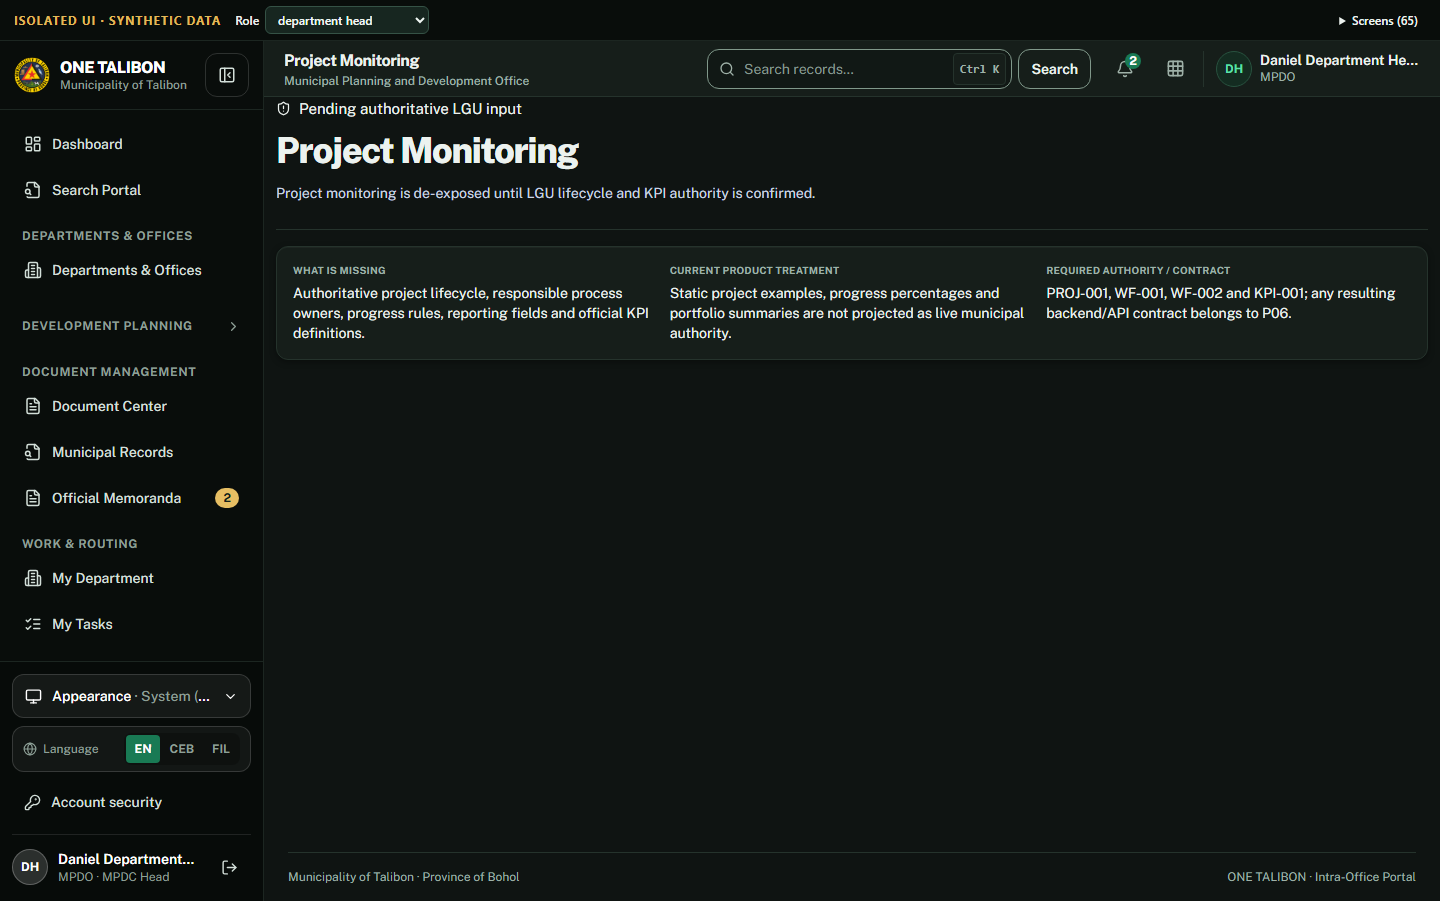 ISOLATED UI · SYNTHETIC DATA
Role
department head
▶ Screens (65)
ONE TALIBON
Municipality of Talibon
Project Monitoring
Municipal Planning and Development Office
Search records...
Ctrl K
Search
2
DH
Daniel Department He...
MPDO
Dashboard
Search Portal
DEPARTMENTS & OFFICES
Departments & Offices
DEVELOPMENT PLANNING
DOCUMENT MANAGEMENT
Document Center
Municipal Records
Official Memoranda
2
WORK & ROUTING
My Department
My Tasks
Appearance · System (...
Language
EN
CEB
FIL
Account security
DH
Daniel Department...
MPDO · MPDC Head
Pending authoritative LGU input
Project Monitoring
Project monitoring is de-exposed until LGU lifecycle and KPI authority is confirmed.
WHAT IS MISSING
Authoritative project lifecycle, responsible process
owners, progress rules, reporting fields and official KPI
definitions.
CURRENT PRODUCT TREATMENT
Static project examples, progress percentages and
portfolio summaries are not projected as live municipal
authority.
REQUIRED AUTHORITY / CONTRACT
PROJ-001, WF-001, WF-002 and KPI-001; any resulting
backend/API contract belongs to P06.
Municipality of Talibon · Province of Bohol
ONE TALIBON · Intra-Office Portal